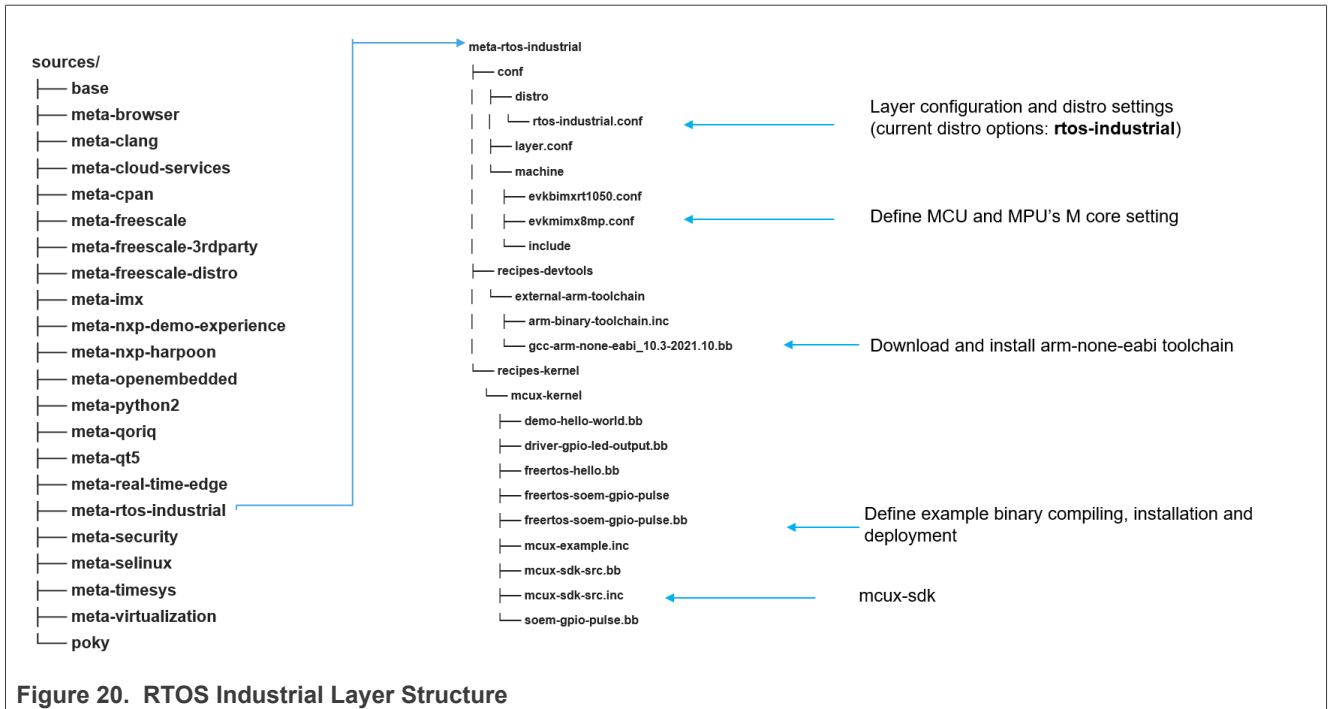 sources/
├── base
├── meta-browser
├── meta-clang
├── meta-cloud-services
├── meta-cpan
├── meta-freescale
├── meta-freescale-3rdparty
├── meta-freescale-distro
├── meta-imx
├── meta-nxp-demo-experience
├── meta-nxp-harpoon
├── meta-openembedded
├── meta-python2
├── meta-qoriq
├── meta-qt5
├── meta-real-time-edge
├── meta-rtos-industrial
├── meta-security
├── meta-selinux
├── meta-timesys
├── meta-virtualization
└── poky
meta-rtos-industrial
├── conf
│ ├── distro
│ │ └── rtos-industrial.conf
│ ├── layer.conf
│ └── machine
│ ├── evkbimxrt1050.conf
│ ├── evkmimx8mp.conf
│ └── include
├── recipes-devtools
│ └── external-arm-toolchain
│ ├── arm-binary-toolchain.inc
│ └── gcc-arm-none-eabi_10.3-2021.10.bb
└── recipes-kernel
└── mcux-kernel
├── demo-hello-world.bb
├── driver-gpio-led-output.bb
├── freertos-hello.bb
├── freertos-soem-gpio-pulse
├── freertos-soem-gpio-pulse.bb
├── mcux-example.inc
├── mcux-sdk-src.bb
├── mcux-sdk-src.inc
└── soem-gpio-pulse.bb
Layer configuration and distro settings
(current distro options: rtos-industrial)
Define MCU and MPU's M core setting
Download and install arm-none-eabi toolchain
Define example binary compiling, installation and
deployment
mcux-sdk
Figure 20. RTOS Industrial Layer Structure